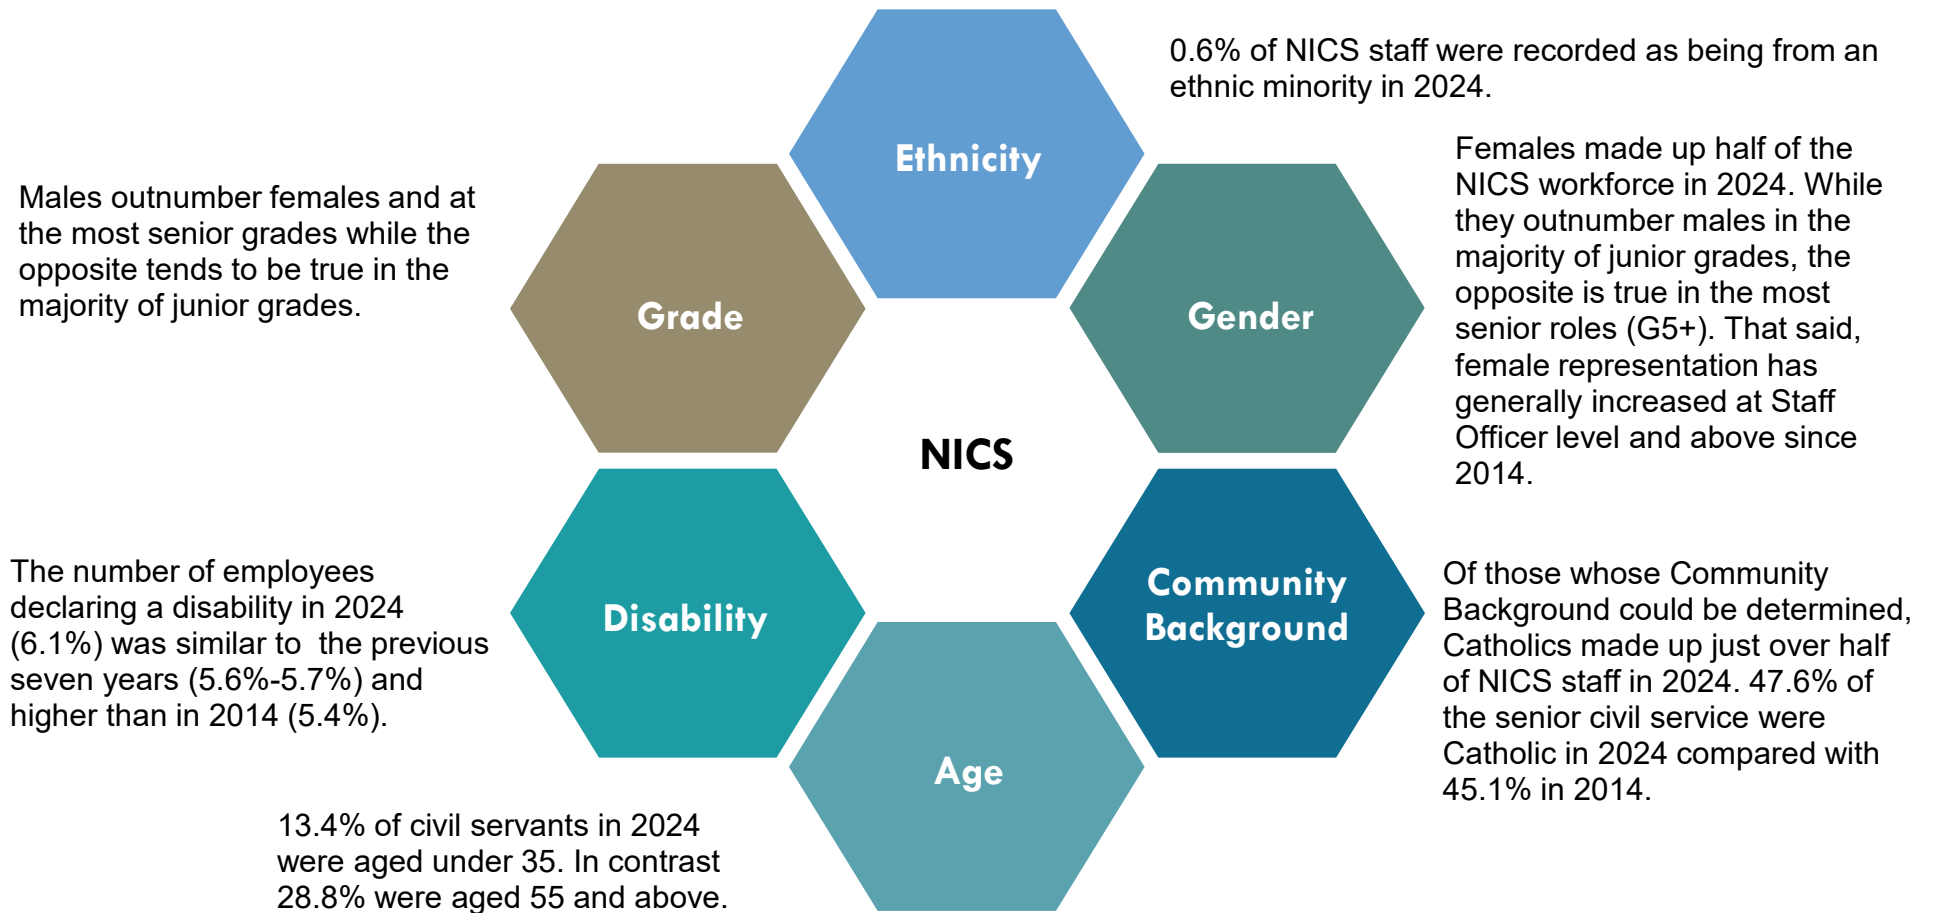 Ethnicity
0.6% of NICS staff were recorded as being from an
ethnic minority in 2024.
Gender
Females made up half of the
NICS workforce in 2024. While
they outnumber males in the
majority of junior grades, the
opposite is true in the most
senior roles (G5+). That said,
female representation has
generally increased at Staff
Officer level and above since
2014.
Males outnumber females and at
the most senior grades while the
opposite tends to be true in the
majority of junior grades.
Grade
NICS
The number of employees
declaring a disability in 2024
(6.1%) was similar to  the previous
seven years (5.6%-5.7%) and
higher than in 2014 (5.4%).
Disability
Community
Background
Of those whose Community
Background could be determined,
Catholics made up just over half
of NICS staff in 2024. 47.6% of
the senior civil service were
Catholic in 2024 compared with
45.1% in 2014.
Age
13.4% of civil servants in 2024
were aged under 35. In contrast
28.8% were aged 55 and above.